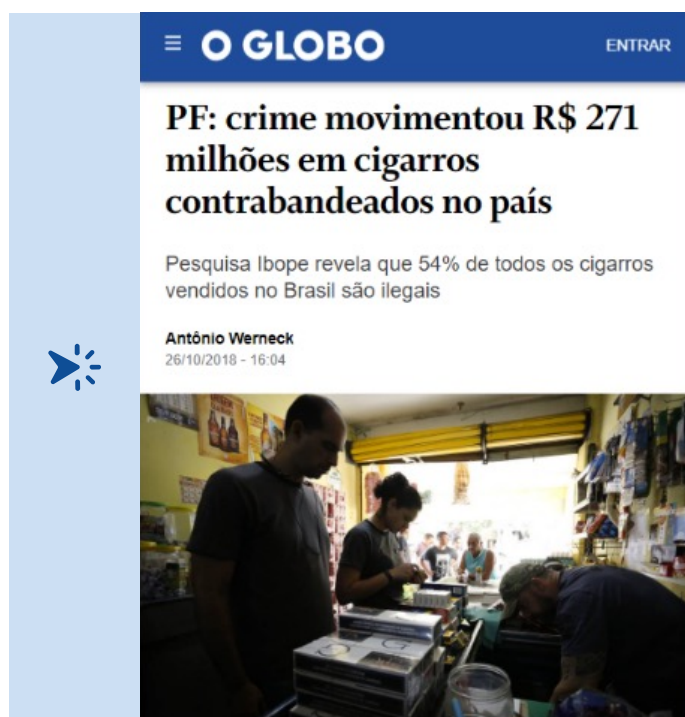 O GLOBO
ENTRAR
PF: crime movimentou R$ 271
milhões em cigarros
contrabandeados no país
Pesquisa Ibope revela que 54% de todos os cigarros
vendidos no Brasil são ilegais
Antônio Werneck
26/10/2018 - 16:04